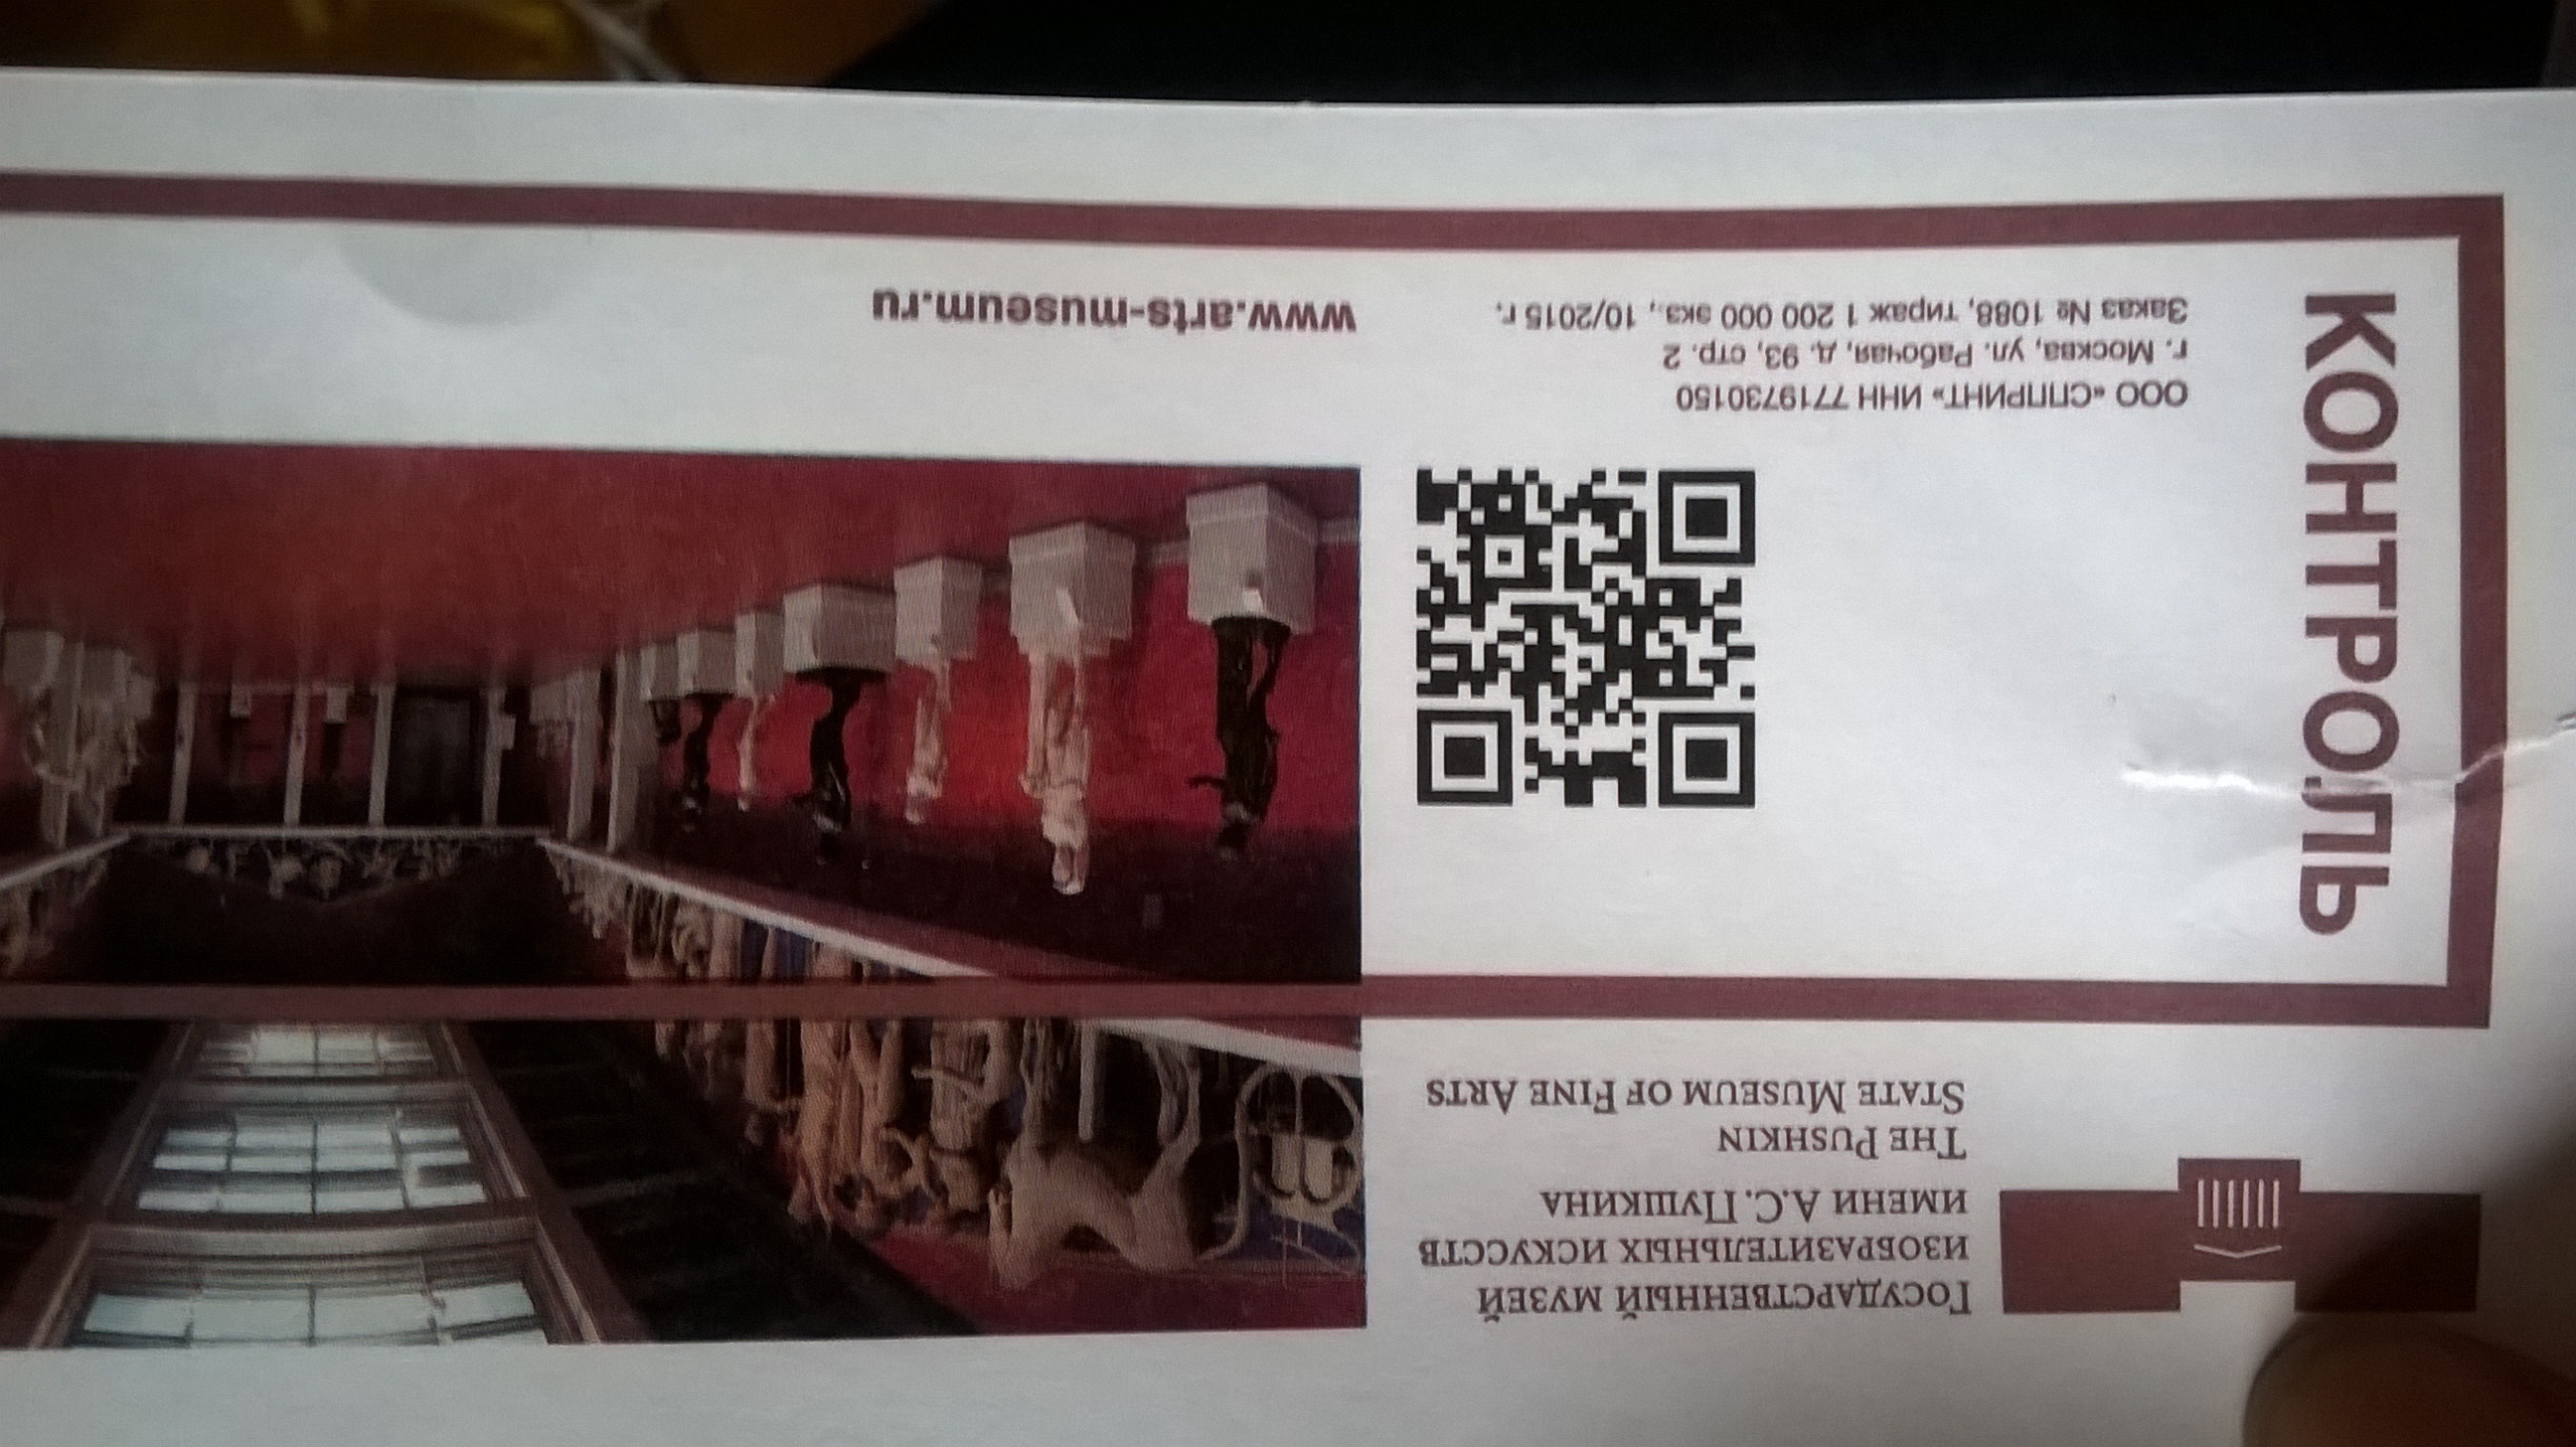 Государственный музей
изобразительных искусств
имени А.С. Пушкина
The Pushkin
State Museum of Fine Arts
КОНТРОЛЬ
ООО «СППРИНТ» ИНН 7719730150
г. Москва, ул. Рабочая, д. 93, стр. 2
Заказ № 1088, тираж 1 200 000 экз., 10/2015 г.
www.arts-museum.ru